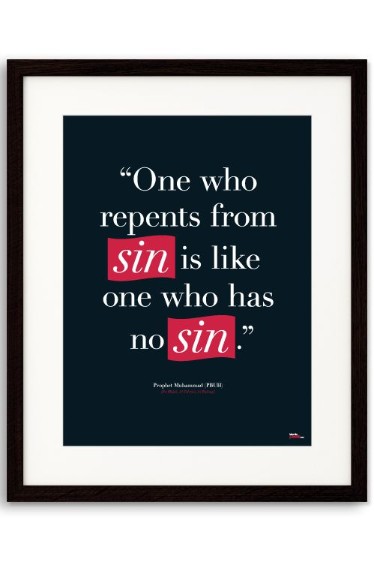 “One who
repents from
sin is like
one who has
no sin.”
Prophet Muhammad (PBUH)